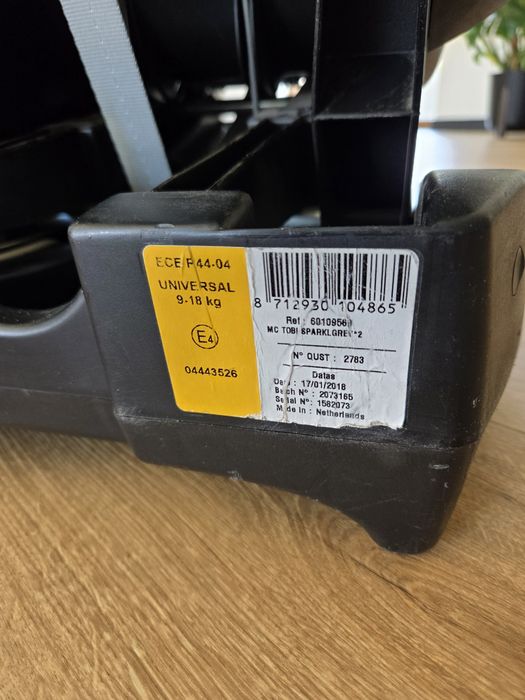 ECE R44-04
UNIVERSAL
9-18 kg
E4
04443526
8 712930 104865
Ref : 60109560
MC TOBI SPARKLGREY*2
N° QUST : 2783
Datas
Date : 17/01/2018
Bach N° : 2073165
Serial N° : 1582073
Made in : Netherlands